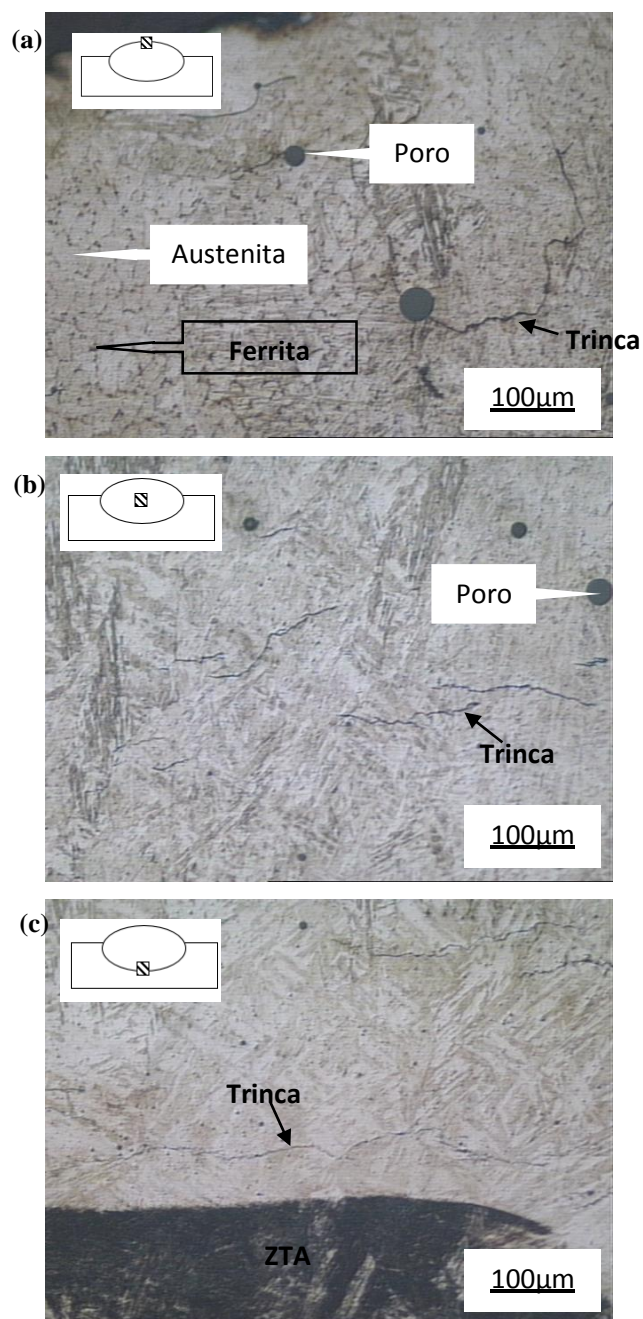 (a)
Poro
Austenita
Ferrita
Trinca
100µm
(b)
Poro
Trinca
100µm
(c)
Trinca
ZTA
100µm